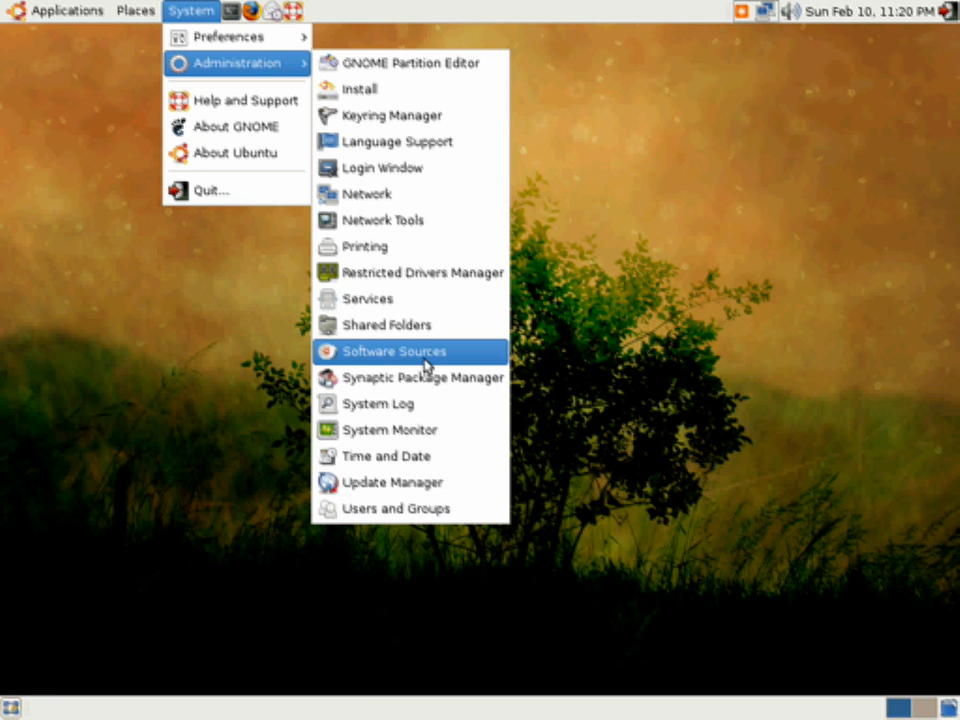 Applications Places System
Sun Feb 10, 11:20 PM
Preferences
Administration
Help and Support
About GNOME
About Ubuntu
Quit...
GNOME Partition Editor
Install
Keyring Manager
Language Support
Login Window
Network
Network Tools
Printing
Restricted Drivers Manager
Services
Shared Folders
Software Sources
Synaptic Package Manager
System Log
System Monitor
Time and Date
Update Manager
Users and Groups